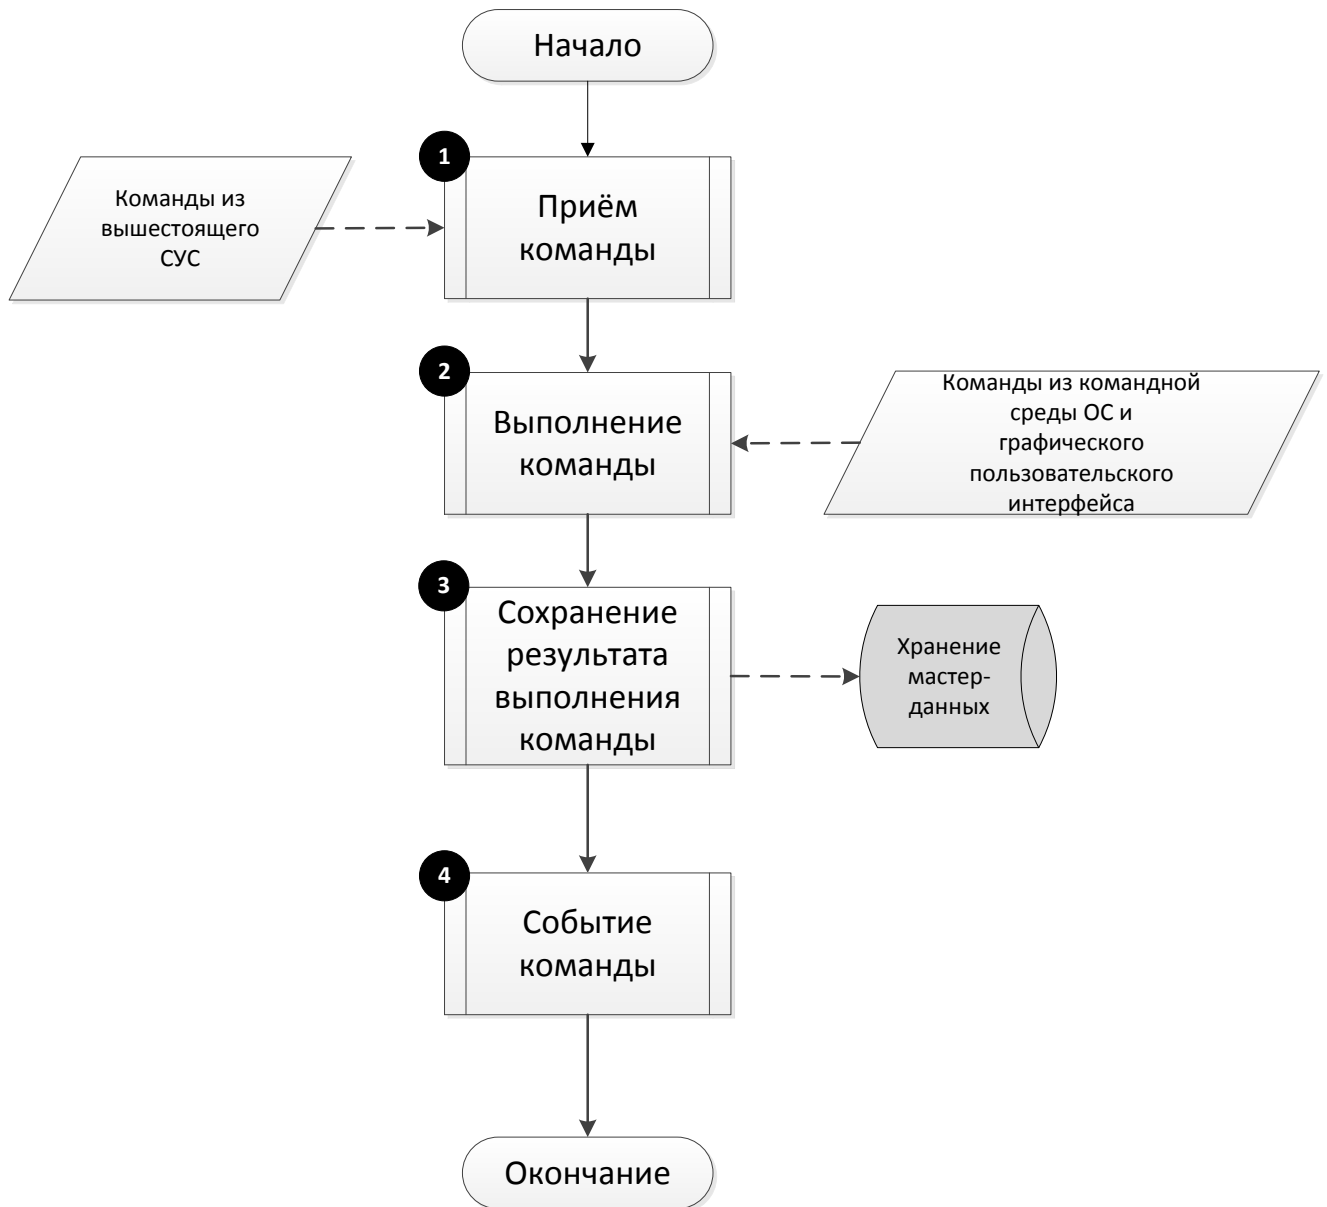 Начало
1
Приём
команды
Команды из
вышестоящего
СУС
2
Выполнение
команды
Команды из командной
среды ОС и
графического
пользовательского
интерфейса
3
Сохранение
результата
выполнения
команды
Хранение
мастер-
данных
4
Событие
команды
Окончание